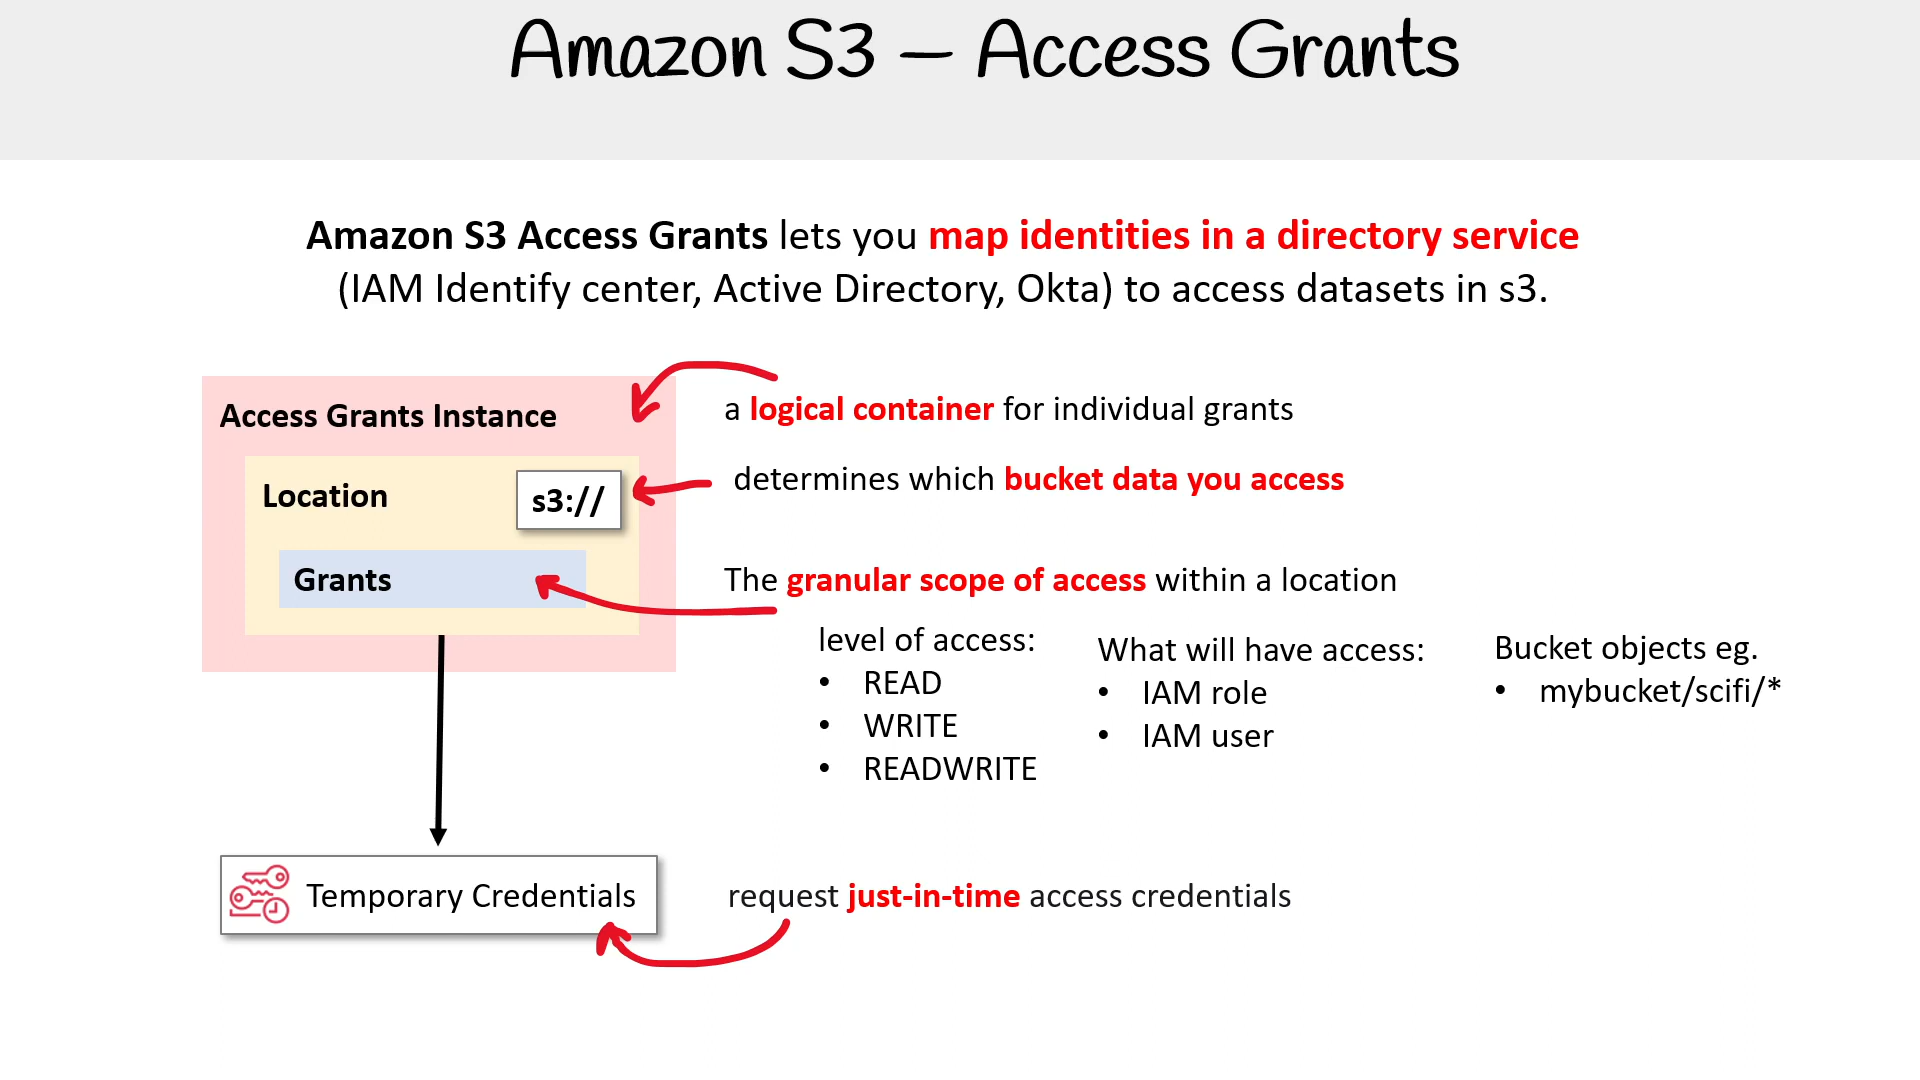 Amazon S3 – Access Grants
Amazon S3 Access Grants lets you map identities in a directory service
(IAM Identify center, Active Directory, Okta) to access datasets in s3.
Access Grants Instance
a logical container for individual grants
Location
s3://
determines which bucket data you access
Grants
The granular scope of access within a location
level of access:
• READ
• WRITE
• READWRITE
What will have access:
• IAM role
• IAM user
Bucket objects eg.
• mybucket/scifi/*
Temporary Credentials
request just-in-time access credentials